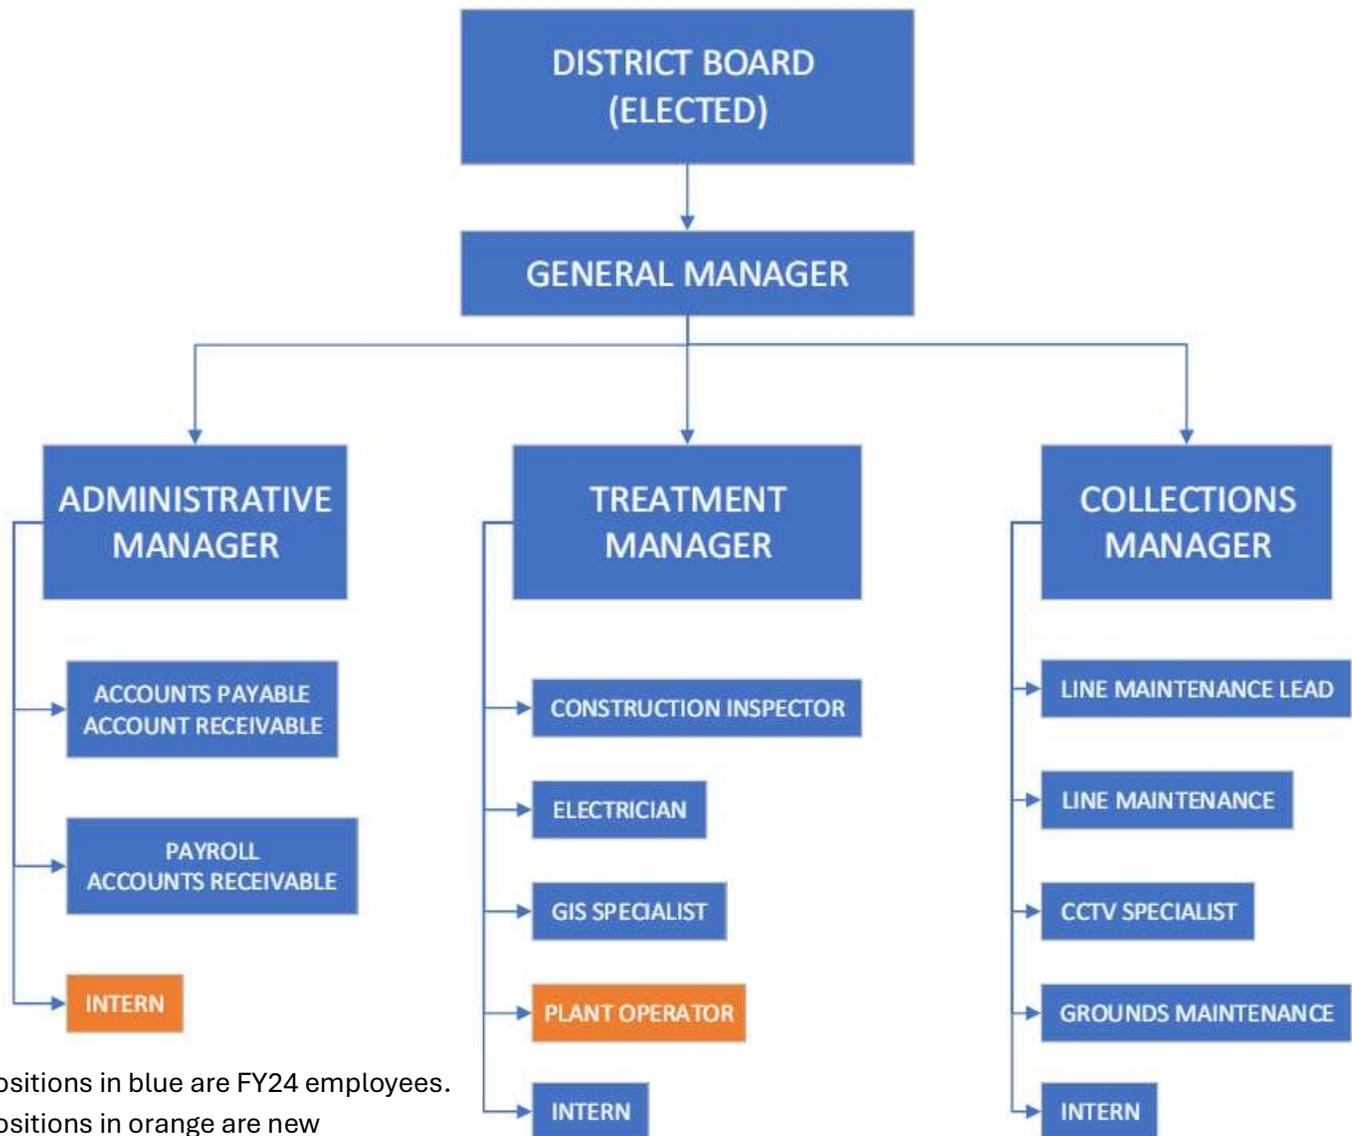 DISTRICT BOARD
(ELECTED)
GENERAL MANAGER
ADMINISTRATIVE
MANAGER
ACCOUNTS PAYABLE
ACCOUNT RECEIVABLE
PAYROLL
ACCOUNTS RECEIVABLE
INTERN
TREATMENT
MANAGER
CONSTRUCTION INSPECTOR
ELECTRICIAN
GIS SPECIALIST
PLANT OPERATOR
INTERN
COLLECTIONS
MANAGER
LINE MAINTENANCE LEAD
LINE MAINTENANCE
CCTV SPECIALIST
GROUNDS MAINTENANCE
INTERN
ositions in blue are FY24 employees.
ositions in orange are new